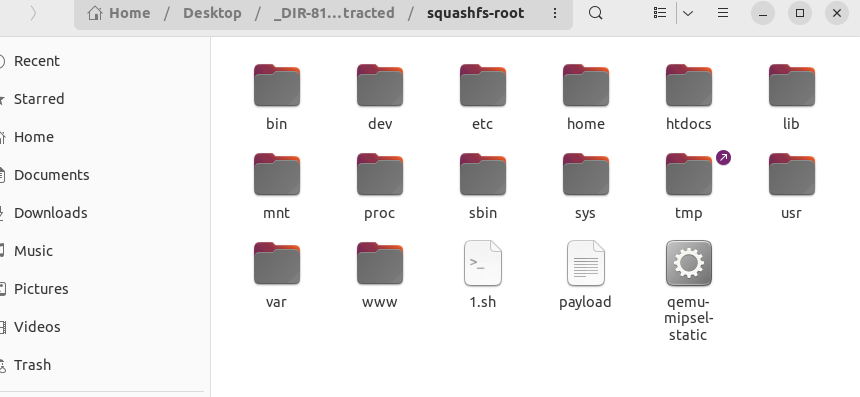 Home / Desktop / _DIR-81…tracted / squashfs-root
Recent
Starred
Home
Documents
Downloads
Music
Pictures
Videos
Trash
bin dev etc home htdocs lib
mnt proc sbin sys tmp usr
var www 1.sh payload qemu-
mipsel-
static